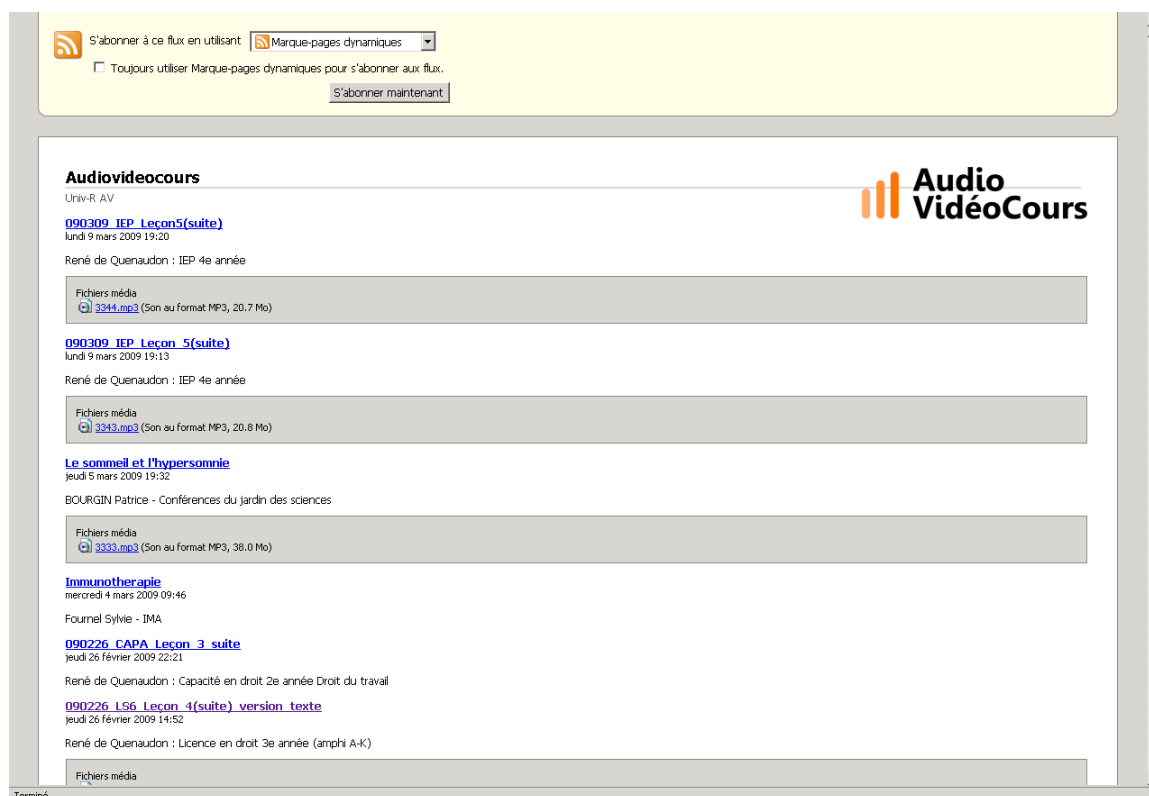 S'abonner à ce flux en utilisant Marque-pages dynamiques
Toujours utiliser Marque-pages dynamiques pour s'abonner aux flux.
S'abonner maintenant
Audiovideocours
Audio
VidéoCours
Univ-R AV
090309_IEP_Leçon5(suite)
lundi 9 mars 2009 19:20
René de Quenaudon : IEP 4e année
Fichiers média
3344.mp3 (Son au format MP3, 20.7 Mo)
090309_IEP_Leçon_5(suite)
lundi 9 mars 2009 19:13
René de Quenaudon : IEP 4e année
Fichiers média
3343.mp3 (Son au format MP3, 20.8 Mo)
Le sommeil et l'hypersomnie
jeudi 5 mars 2009 19:32
BOURGIN Patrice - Conférences du jardin des sciences
Fichiers média
3333.mp3 (Son au format MP3, 38.0 Mo)
Immunotherapie
mercredi 4 mars 2009 09:46
Fournel Sylvie - IMA
090226_CAPA_Leçon_3_suite
jeudi 26 février 2009 22:21
René de Quenaudon : Capacité en droit 2e année Droit du travail
090226_LS6_Leçon_4(suite)_version_texte
jeudi 26 février 2009 14:52
René de Quenaudon : Licence en droit 3e année (amphi A-K)
Fichiers média
Terminé